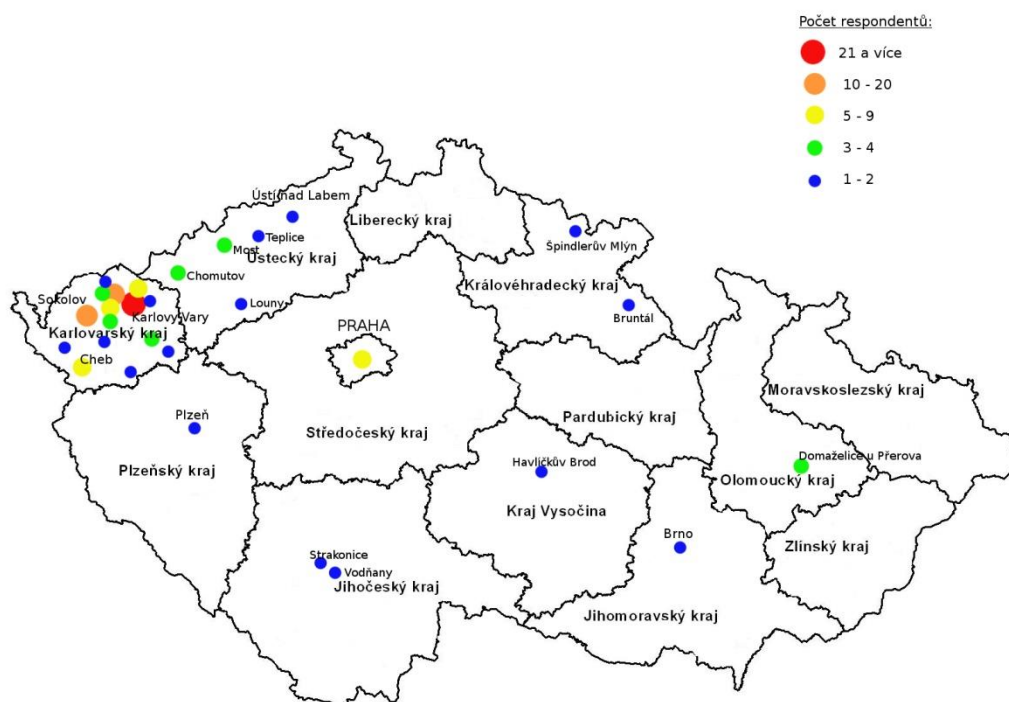 Počet respondentů:
21 a více
10 - 20
5 - 9
3 - 4
1 - 2
Ústí nad Labem
Liberecký kraj
Teplice
Špindlerův Mlýn
Most
Ústecký kraj
Chomutov
Královéhradecký kraj
Sokolov
Louny
Bruntál
Karlovy Vary
Karlovarský kraj
PRAHA
Cheb
Moravskoslezský kraj
Plzeň
Pardubický kraj
Středočeský kraj
Domaželice u Přerova
Havlíčkův Brod
Plzeňský kraj
Olomoucký kraj
Kraj Vysočina
Brno
Zlínský kraj
Strakonice
Vodňany
Jihočeský kraj
Jihomoravský kraj